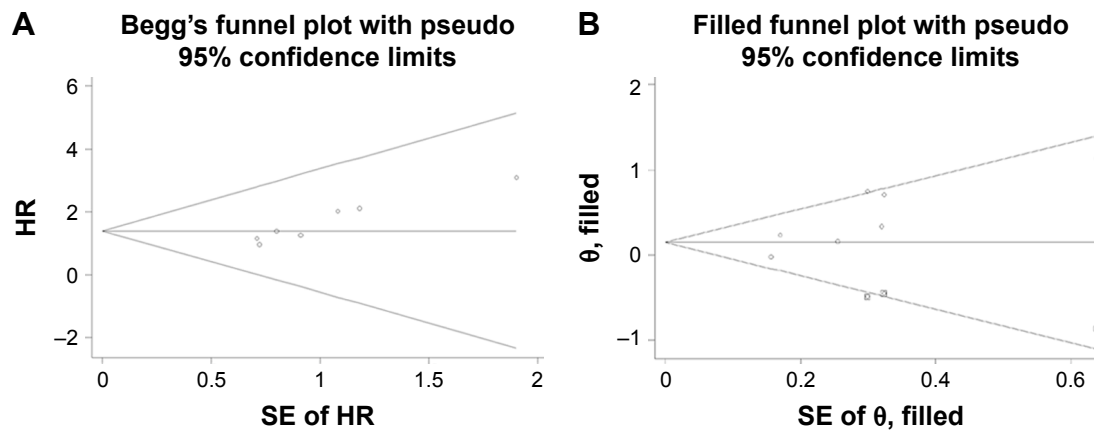 A
Begg's funnel plot with pseudo
95% confidence limits
6
4
2
0
–2
HR
0
0.5
1
1.5
2
SE of HR
B
Filled funnel plot with pseudo
95% confidence limits
2
1
0
–1
θ, filled
0
0.2
0.4
0.6
SE of θ, filled